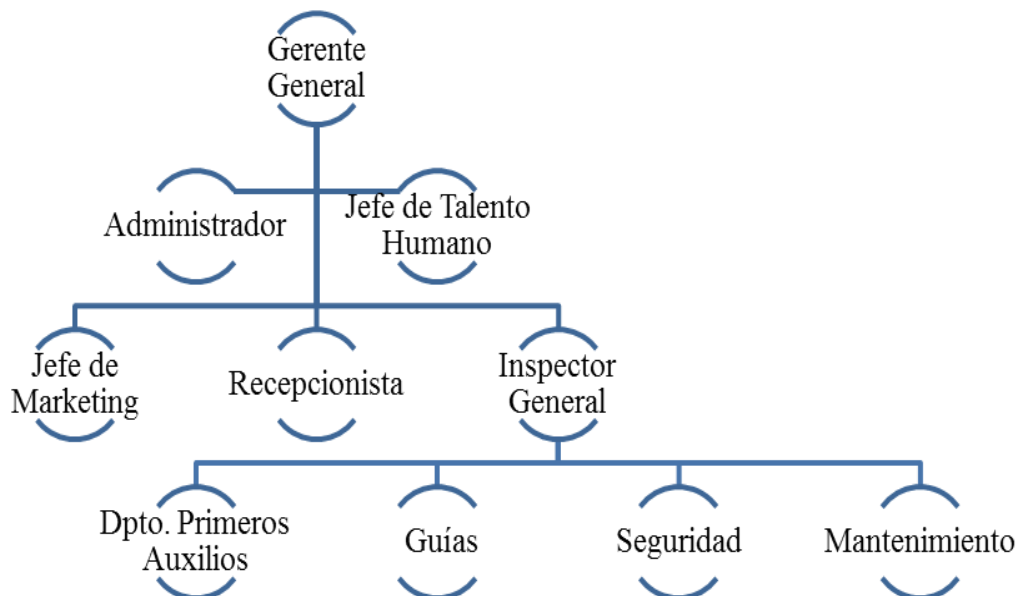 Gerente
General
Administrador
Jefe de Talento
Humano
Jefe de
Marketing
Recepcionista
Inspector
General
Dpto. Primeros
Auxilios
Guías
Seguridad
Mantenimiento